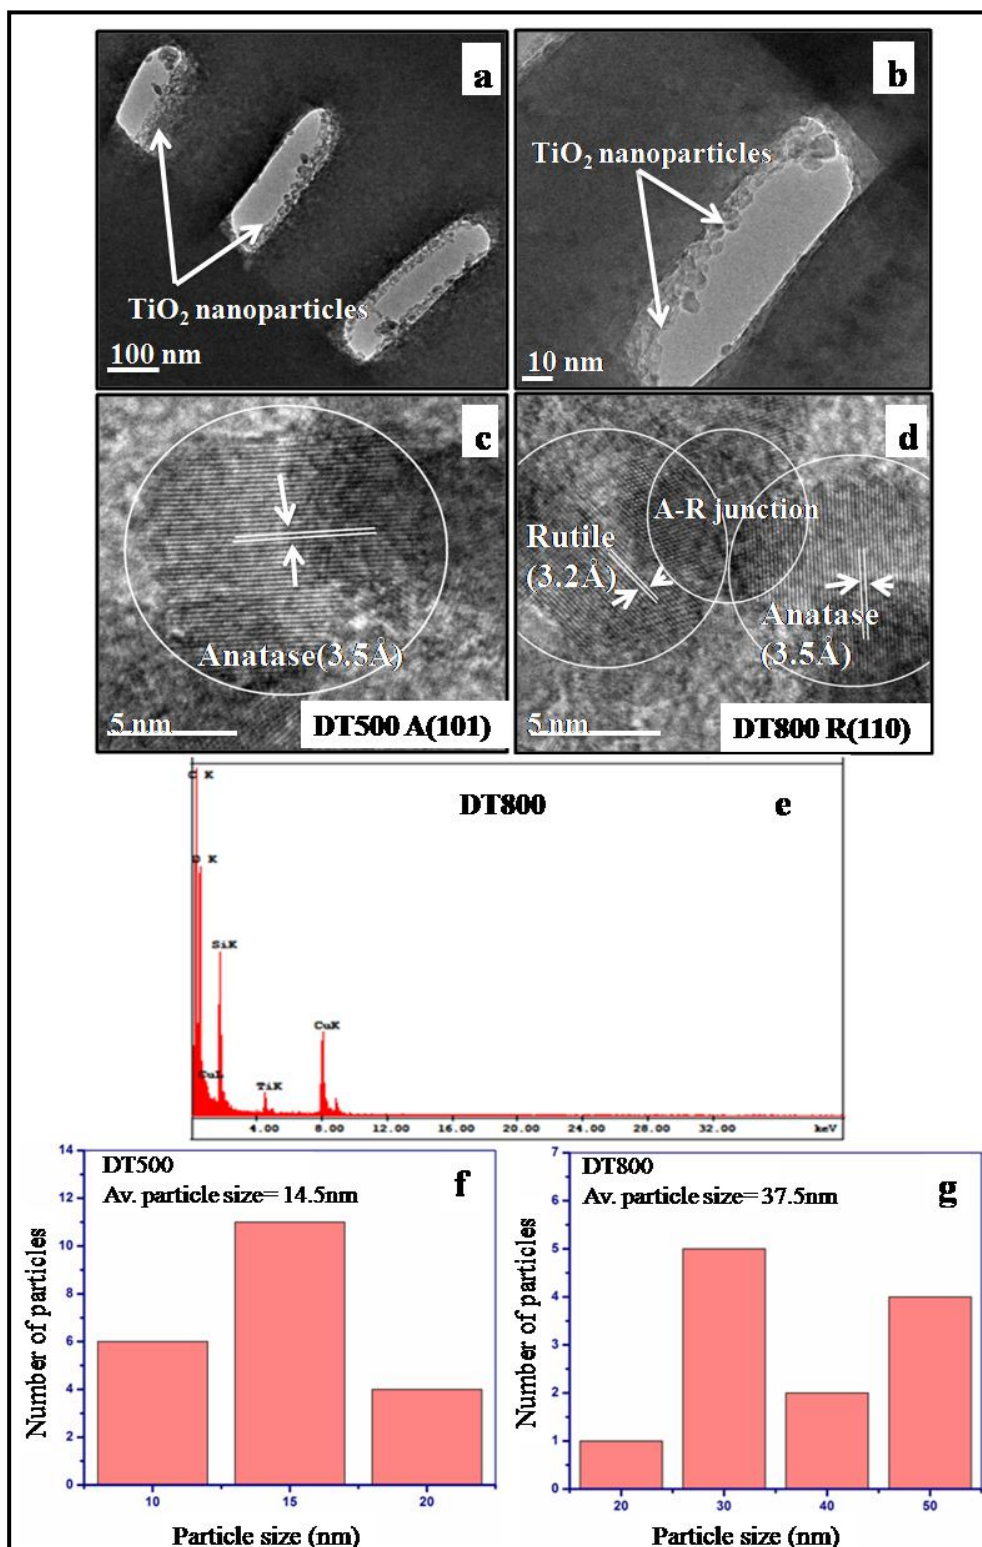 a
TiO2 nanoparticles
100 nm
b
TiO2 nanoparticles
10 nm
c
Anatase(3.5Å)
5 nm
DT500 A(101)
d
A-R junction
Rutile
(3.2Å)
Anatase
(3.5Å)
5 nm
DT800 R(110)
e
DT800
C K
O K
SiK
CuL
TiK
CuK
4.00 8.00 12.00 16.00 20.00 24.00 28.00 32.00 keV
f
DT500
Av. particle size= 14.5nm
Number of particles
14
12
10
8
6
4
2
0
10 15 20
Particle size (nm)
g
DT800
Av. particle size= 37.5nm
Number of particles
7
6
5
4
3
2
1
0
20 30 40 50
Particle size (nm)